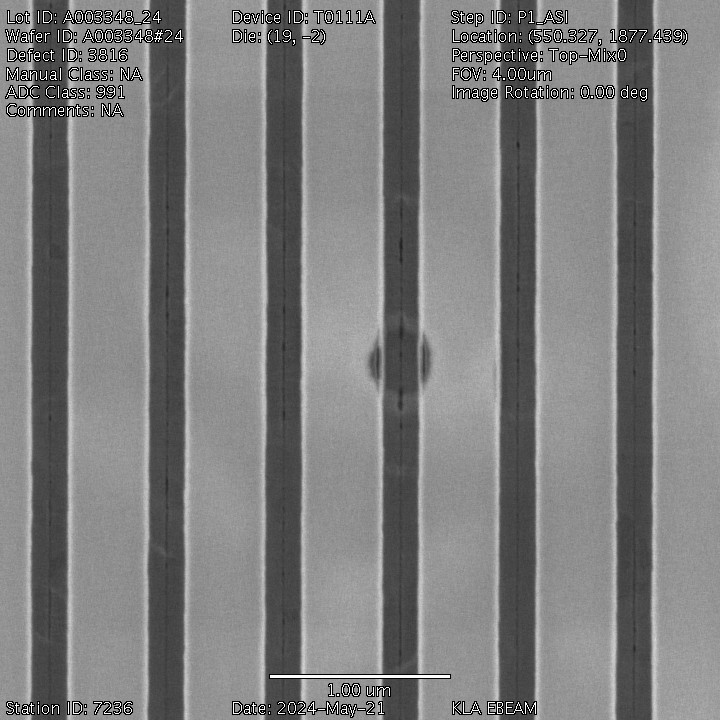 Lot ID: A003348_24
Wafer ID: A003348#24
Defect ID: 3816
Manual Class: NA
ADC Class: 991
Comments: NA
Device ID: T0111A
Die: (19, -2)
Step ID: P1_ASI
Location: (550.327, 1877.439)
Perspective: Top-Mix0
FOV: 4.00um
Image Rotation: 0.00 deg
1.00 um
Station ID: 7236
Date: 2024-May-21
KLA EBEAM